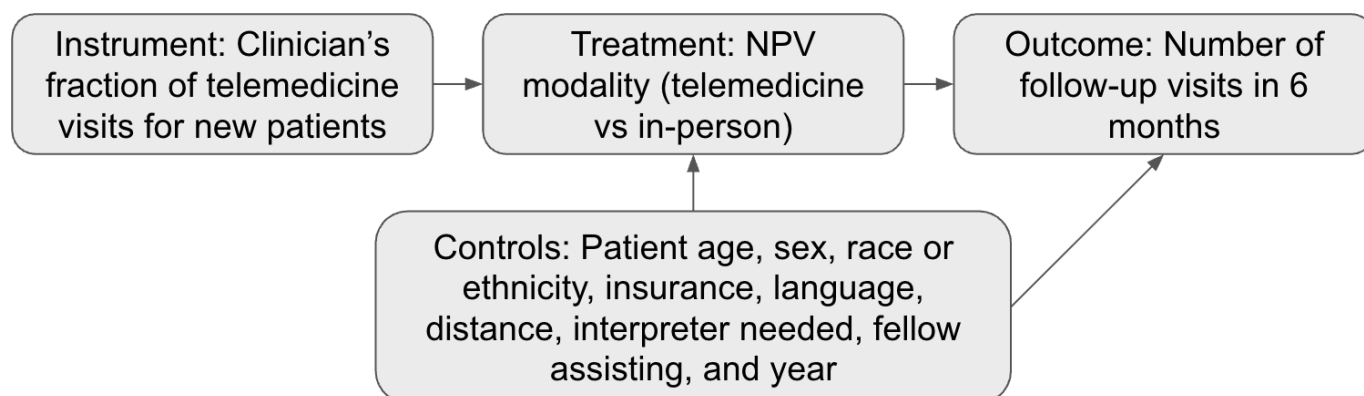 Instrument: Clinician's
fraction of telemedicine
visits for new patients
Treatment: NPV
modality (telemedicine
vs in-person)
Outcome: Number of
follow-up visits in 6
months
Controls: Patient age, sex, race or
ethnicity, insurance, language,
distance, interpreter needed, fellow
assisting, and year